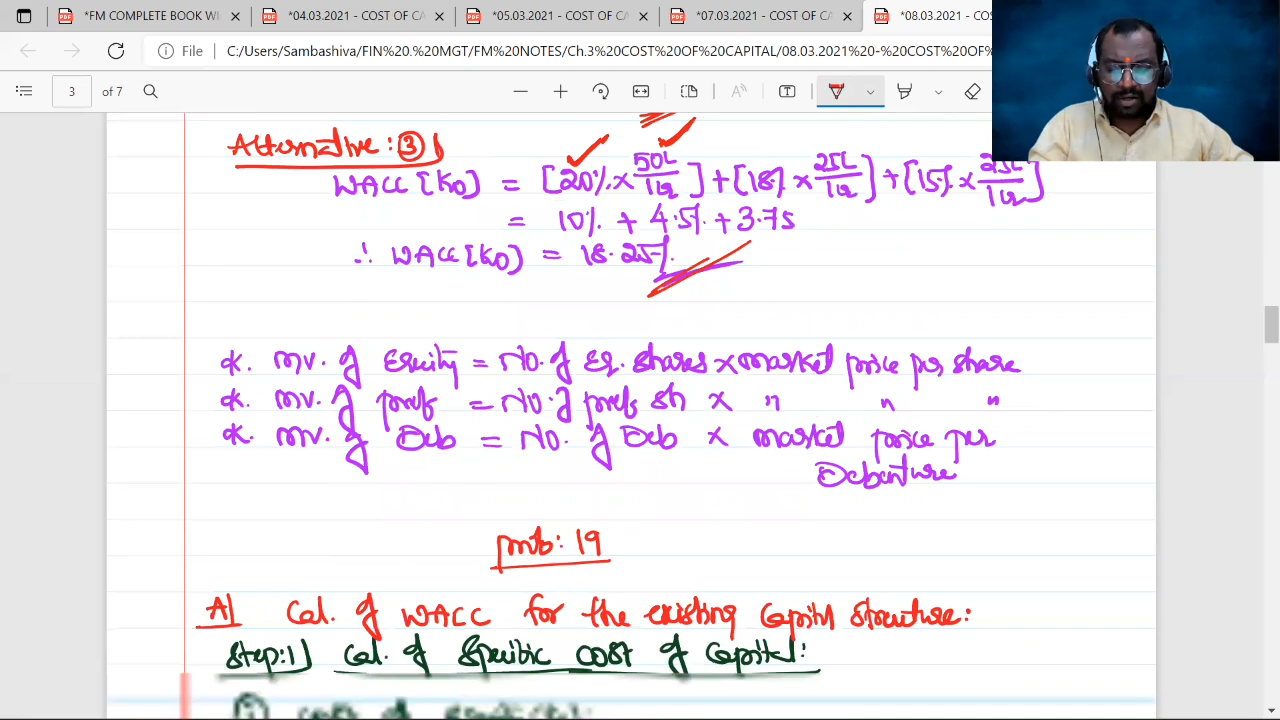 *FM COMPLETE BOOK WI
*04.03.2021 - COST OF CA
*05.03.2021 - COST OF CA
*07.03.2021 - COST OF CA
*08.03.2021 - COST OF
File C:/Users/Sambashiva/FIN%20.%20MGT/FM%20NOTES/Ch.3%20COST%20OF%20CAPITAL/08.03.2021%20-%20COST%20OF%
3 of 7
Alternative: ③
WACC [Ko] = [20% x 50L/1cr] + [18% x 25L/1cr] + [15% x 25L/1cr]
= 10% + 4.5% + 3.75
∴ WACC [Ko] = 18.25%.
*. mv. of Equity = No. of Eq. shares x market price per share
*. mv. of pref = No. of pref sh x " " "
*. mv. of Deb = No. of Deb x market price per
Debenture
prob: 19
A] Cal. of WACC for the existing Capital structure:
Step:1] Cal. of Specific cost of Capital: